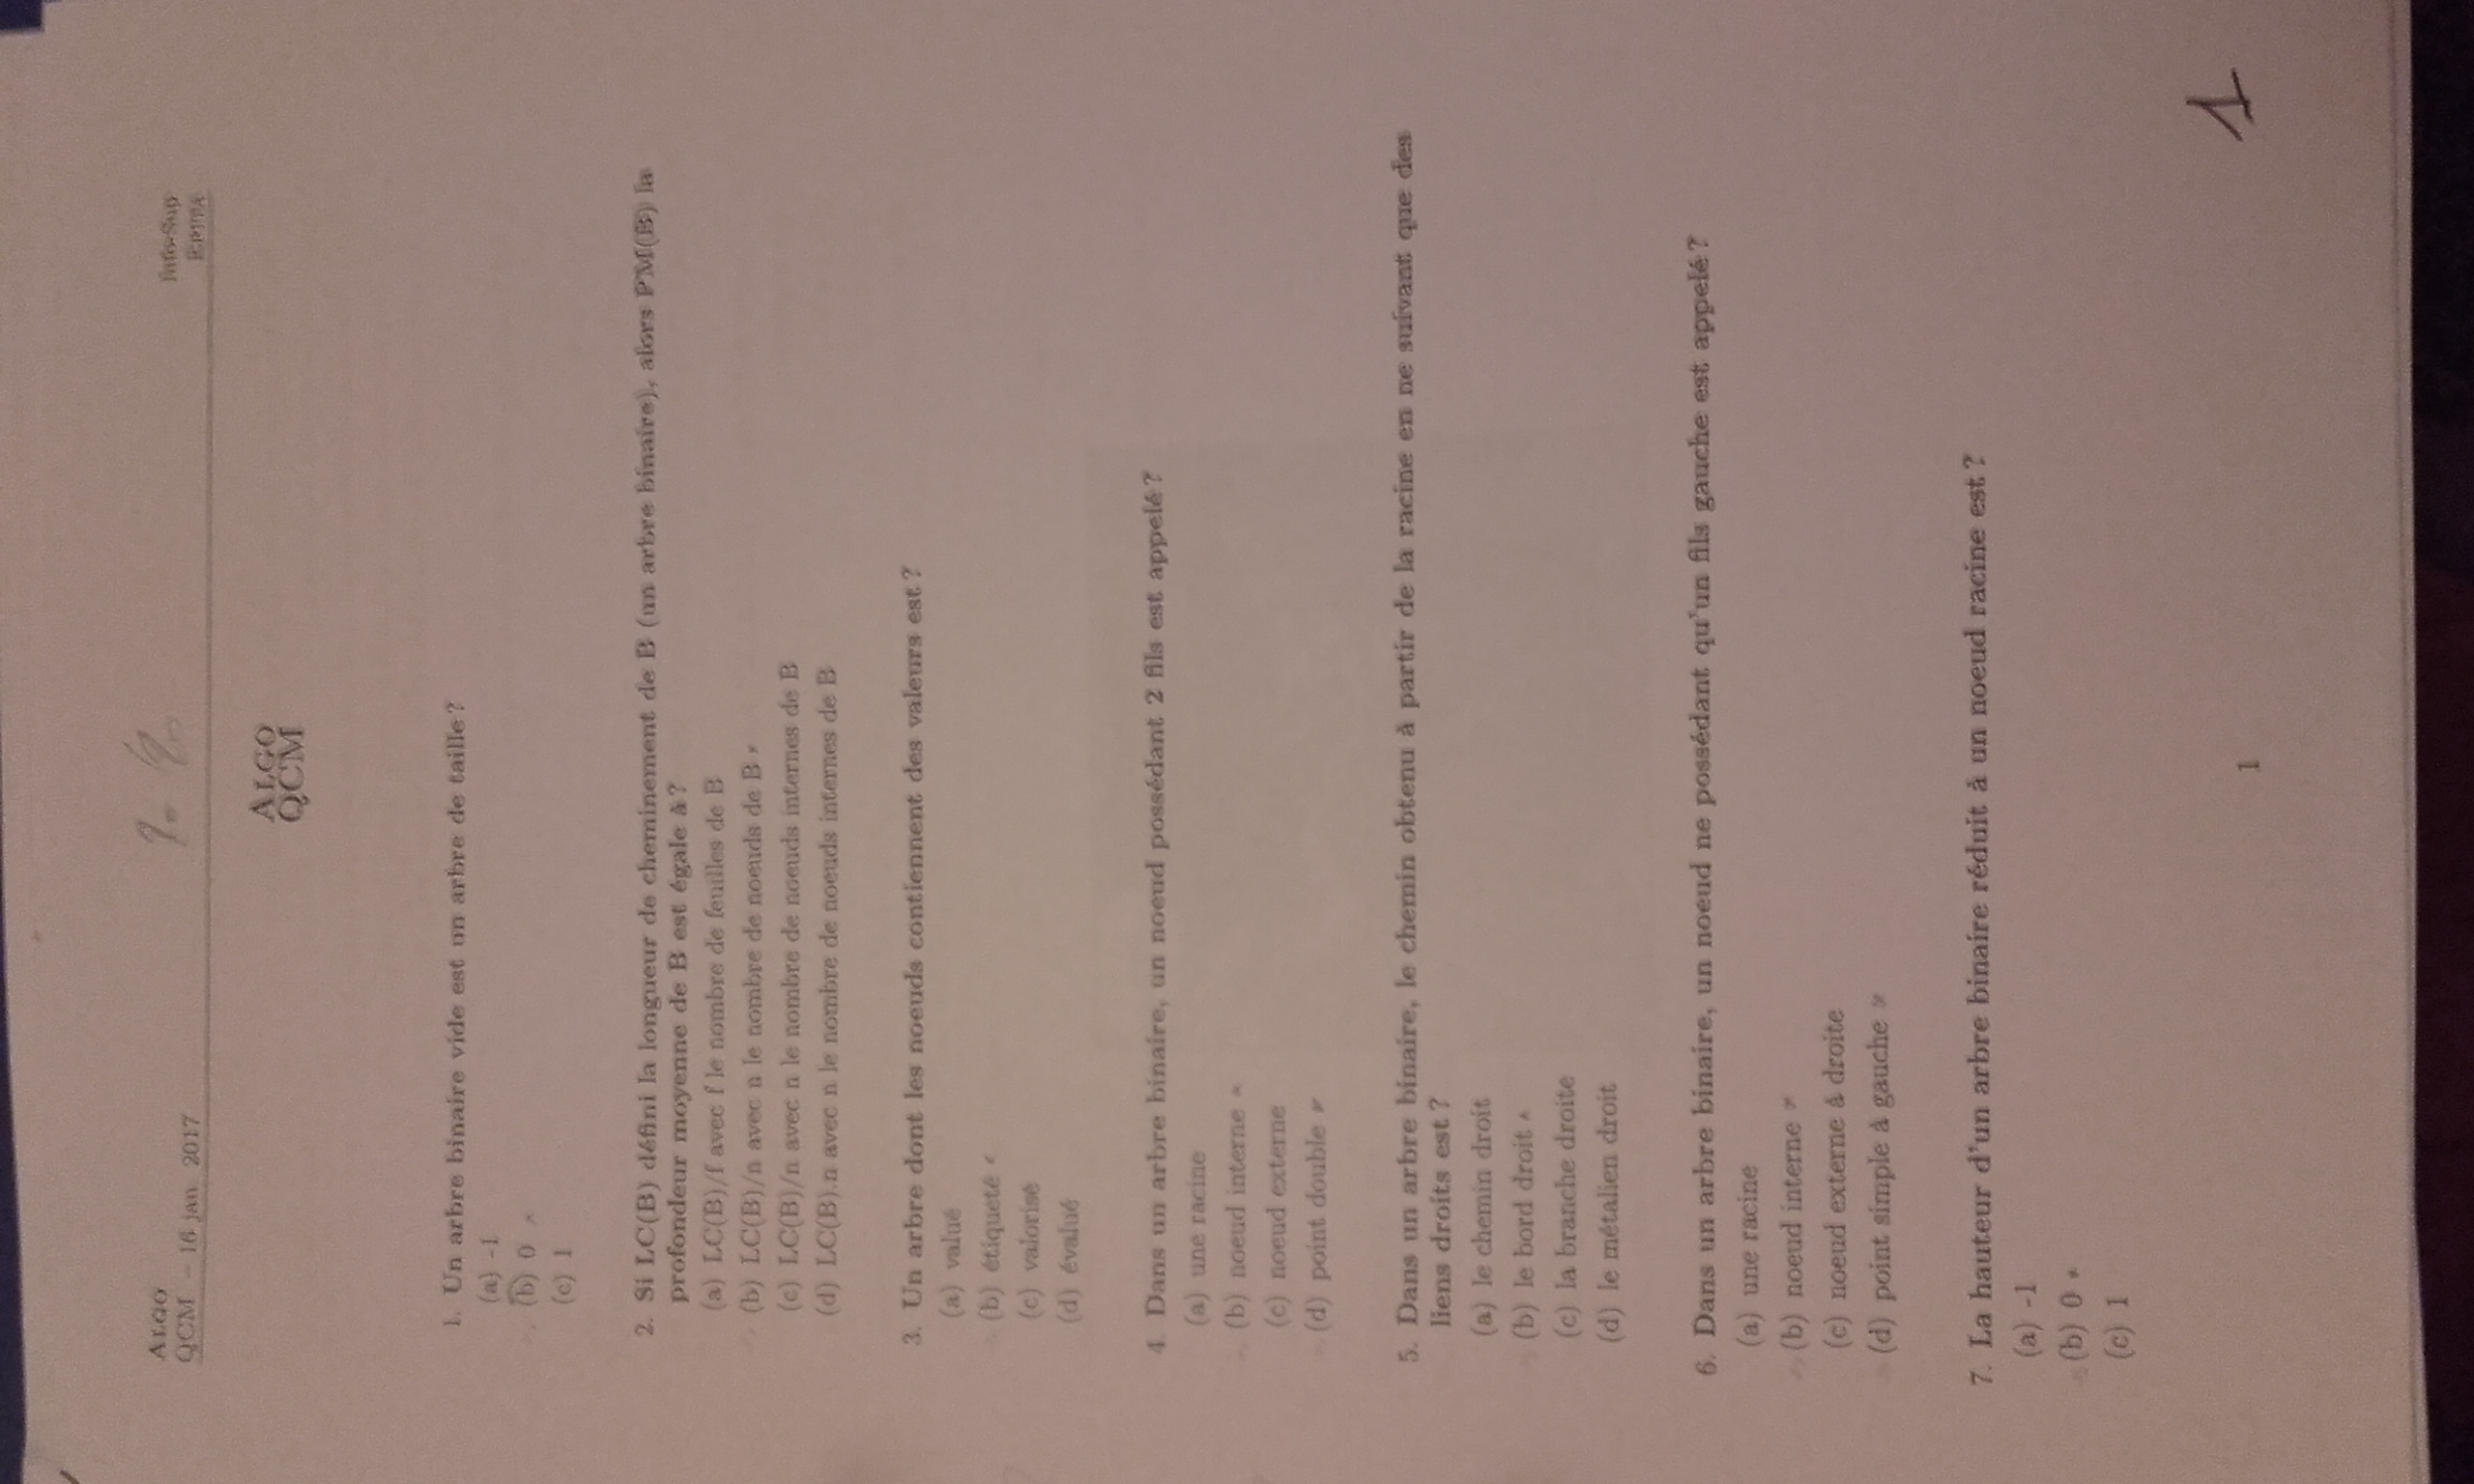 ALGO
QCM – 16 jan. 2017
Info-Sup
EPITA
ALGO
QCM
1. Un arbre binaire vide est un arbre de taille ?
(a) -1
(b) 0
(c) 1
2. Si LC(B) défini la longueur de cheminement de B (un arbre binaire), alors PM(B) la
profondeur moyenne de B est égale à ?
(a) LC(B)/f avec f le nombre de feuilles de B
(b) LC(B)/n avec n le nombre de noeuds de B
(c) LC(B)/n avec n le nombre de noeuds internes de B
(d) LC(B).n avec n le nombre de noeuds internes de B
3. Un arbre dont les noeuds contiennent des valeurs est ?
(a) valué
(b) étiqueté
(c) valorisé
(d) évalué
4. Dans un arbre binaire, un noeud possédant 2 fils est appelé ?
(a) une racine
(b) noeud interne
(c) noeud externe
(d) point double
5. Dans un arbre binaire, le chemin obtenu à partir de la racine en ne suivant que des
liens droits est ?
(a) le chemin droit
(b) le bord droit
(c) la branche droite
(d) le métalien droit
6. Dans un arbre binaire, un noeud ne possédant qu'un fils gauche est appelé ?
(a) une racine
(b) noeud interne
(c) noeud externe à droite
(d) point simple à gauche
7. La hauteur d'un arbre binaire réduit à un noeud racine est ?
(a) -1
(b) 0
(c) 1
1
1